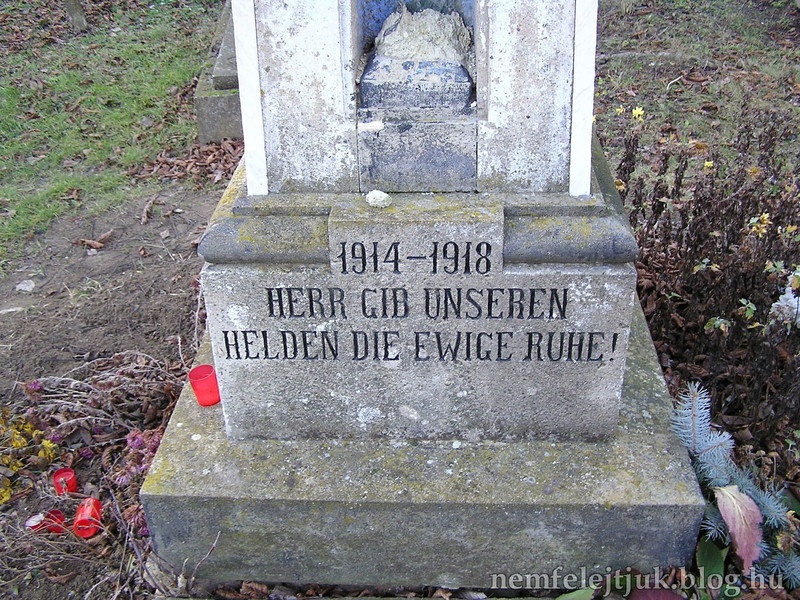 1914–1918
HERR GIB UNSEREN
HELDEN DIE EWIGE RUHE!
nemfelejtjuk.blog.hu